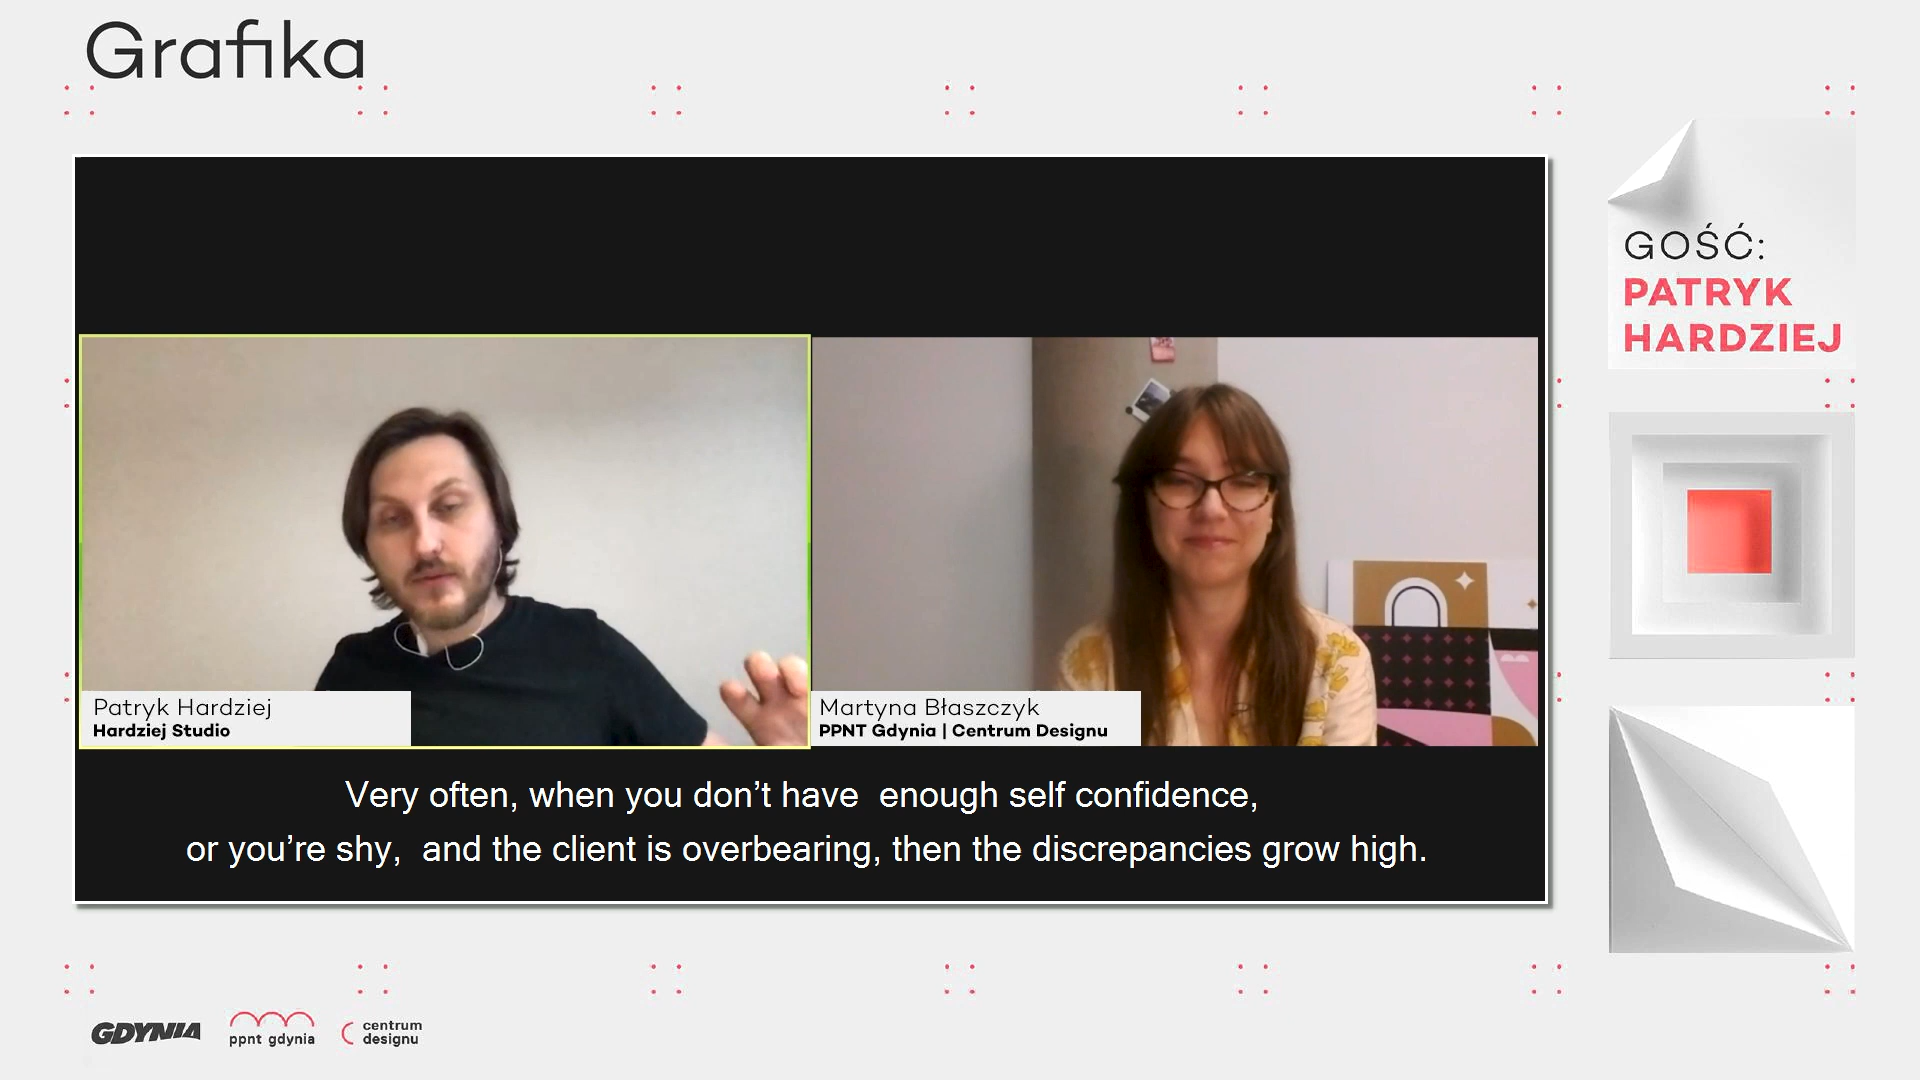 Grafika
GOŚĆ:
PATRYK
HARDZIEJ
Patryk Hardziej
Hardziej Studio
Martyna Błaszczyk
PPNT Gdynia | Centrum Designu
Very often, when you don’t have  enough self confidence,
or you’re shy,  and the client is overbearing, then the discrepancies grow high.
GDYNIA
ppnt gdynia
centrum
designu